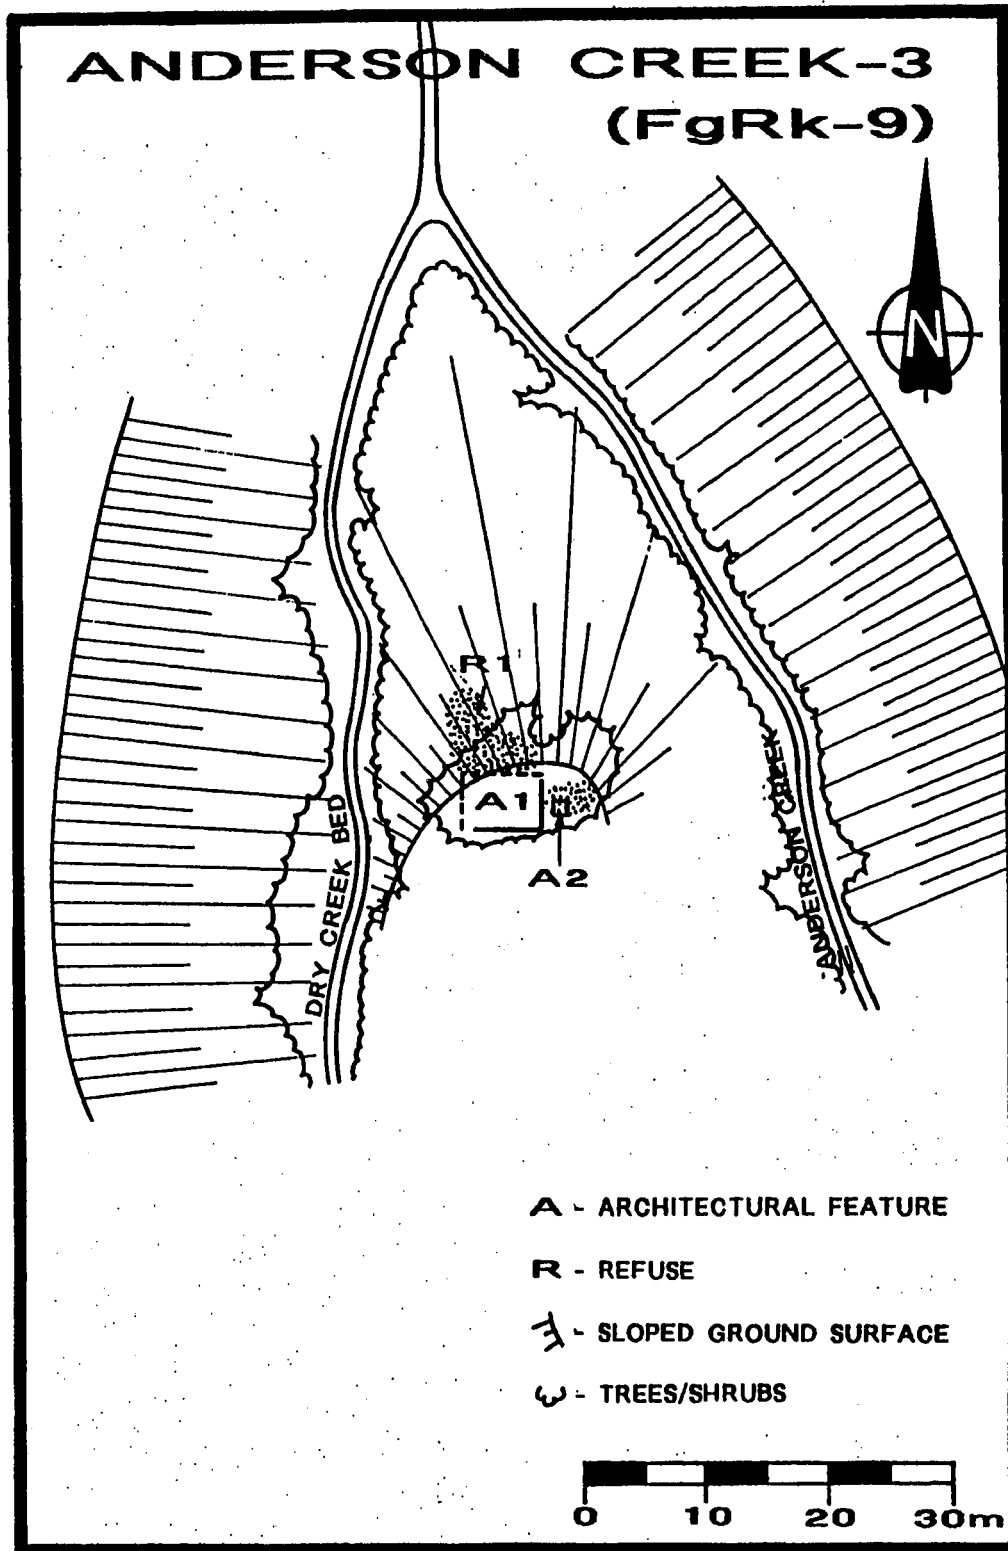 ANDERSON CREEK-3
(FgRk-9)
N
R1
A1
A2
DRY CREEK BED
ANDERSON CREEK
A - ARCHITECTURAL FEATURE
R - REFUSE
- SLOPED GROUND SURFACE
- TREES/SHRUBS
0 10 20 30m